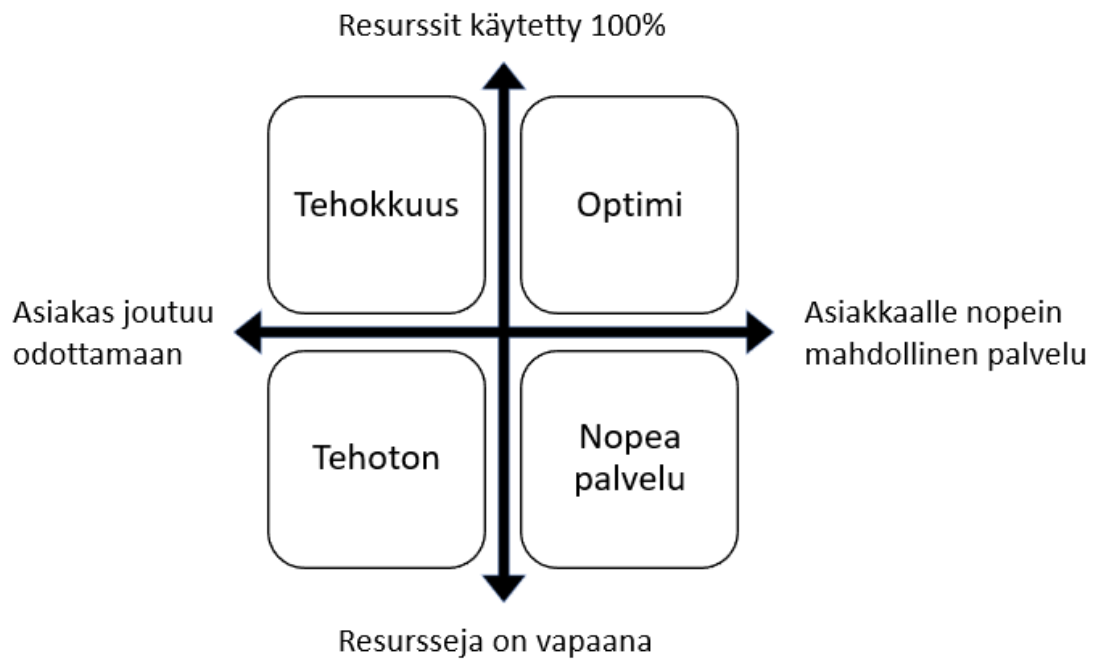 Resurssit käytetty 100%
Tehokkuus
Optimi
Asiakas joutuu
odottamaan
Asiakkaalle nopein
mahdollinen palvelu
Tehoton
Nopea
palvelu
Resursseja on vapaana